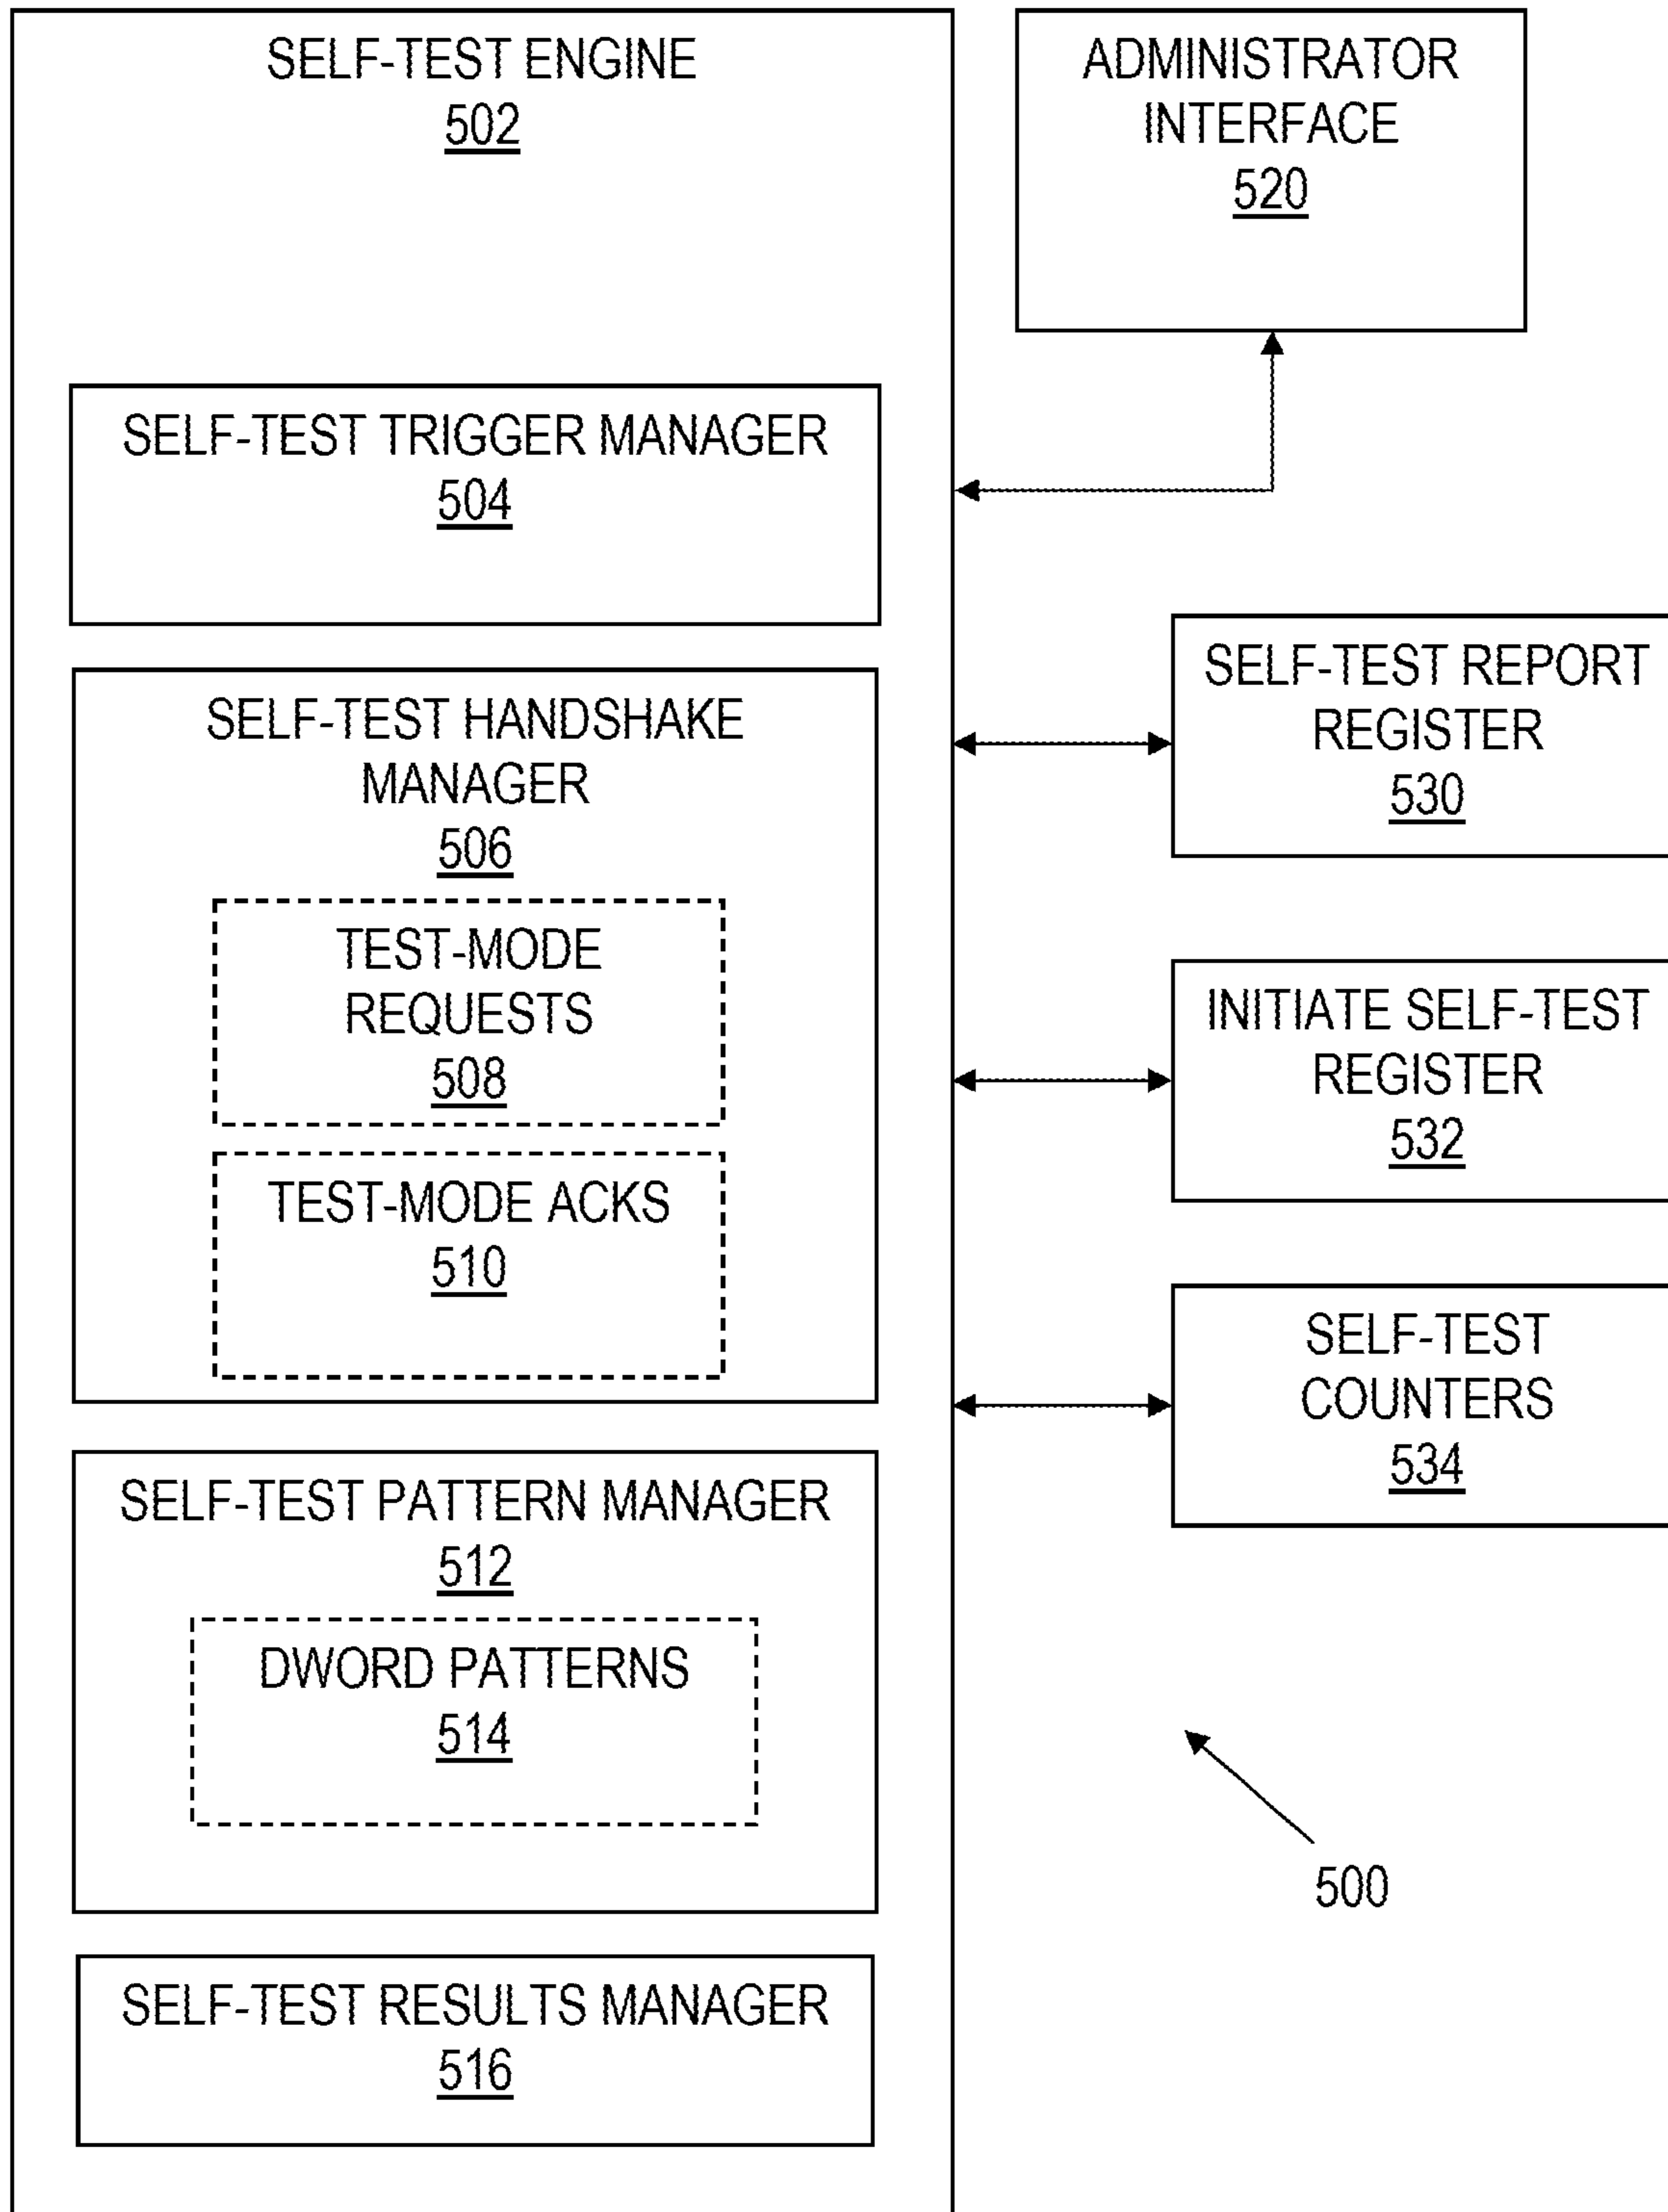 SELF-TEST ENGINE
502
SELF-TEST TRIGGER MANAGER
504
SELF-TEST HANDSHAKE
MANAGER
506
TEST-MODE
REQUESTS
508
TEST-MODE ACKS
510
SELF-TEST PATTERN MANAGER
512
DWORD PATTERNS
514
SELF-TEST RESULTS MANAGER
516
ADMINISTRATOR
INTERFACE
520
SELF-TEST REPORT
REGISTER
530
INITIATE SELF-TEST
REGISTER
532
SELF-TEST
COUNTERS
534
500